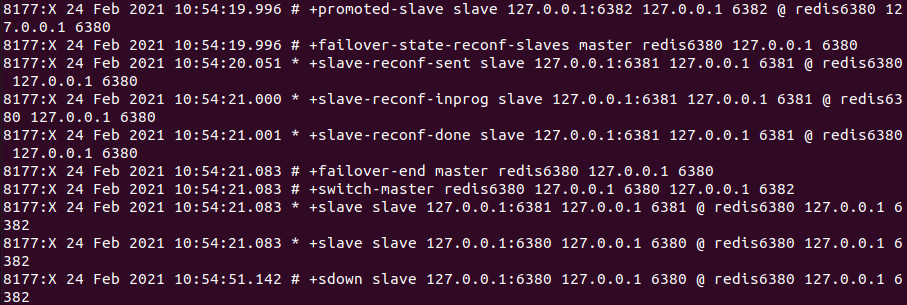 8177:X 24 Feb 2021 10:54:19.996 # +promoted-slave slave 127.0.0.1:6382 127.0.0.1 6382 @ redis6380 12
7.0.0.1 6380
8177:X 24 Feb 2021 10:54:19.996 # +failover-state-reconf-slaves master redis6380 127.0.0.1 6380
8177:X 24 Feb 2021 10:54:20.051 * +slave-reconf-sent slave 127.0.0.1:6381 127.0.0.1 6381 @ redis6380
 127.0.0.1 6380
8177:X 24 Feb 2021 10:54:21.000 * +slave-reconf-inprog slave 127.0.0.1:6381 127.0.0.1 6381 @ redis63
80 127.0.0.1 6380
8177:X 24 Feb 2021 10:54:21.001 * +slave-reconf-done slave 127.0.0.1:6381 127.0.0.1 6381 @ redis6380
 127.0.0.1 6380
8177:X 24 Feb 2021 10:54:21.083 # +failover-end master redis6380 127.0.0.1 6380
8177:X 24 Feb 2021 10:54:21.083 # +switch-master redis6380 127.0.0.1 6380 127.0.0.1 6382
8177:X 24 Feb 2021 10:54:21.083 * +slave slave 127.0.0.1:6381 127.0.0.1 6381 @ redis6380 127.0.0.1 6
382
8177:X 24 Feb 2021 10:54:21.083 * +slave slave 127.0.0.1:6380 127.0.0.1 6380 @ redis6380 127.0.0.1 6
382
8177:X 24 Feb 2021 10:54:51.142 # +sdown slave 127.0.0.1:6380 127.0.0.1 6380 @ redis6380 127.0.0.1 6
382